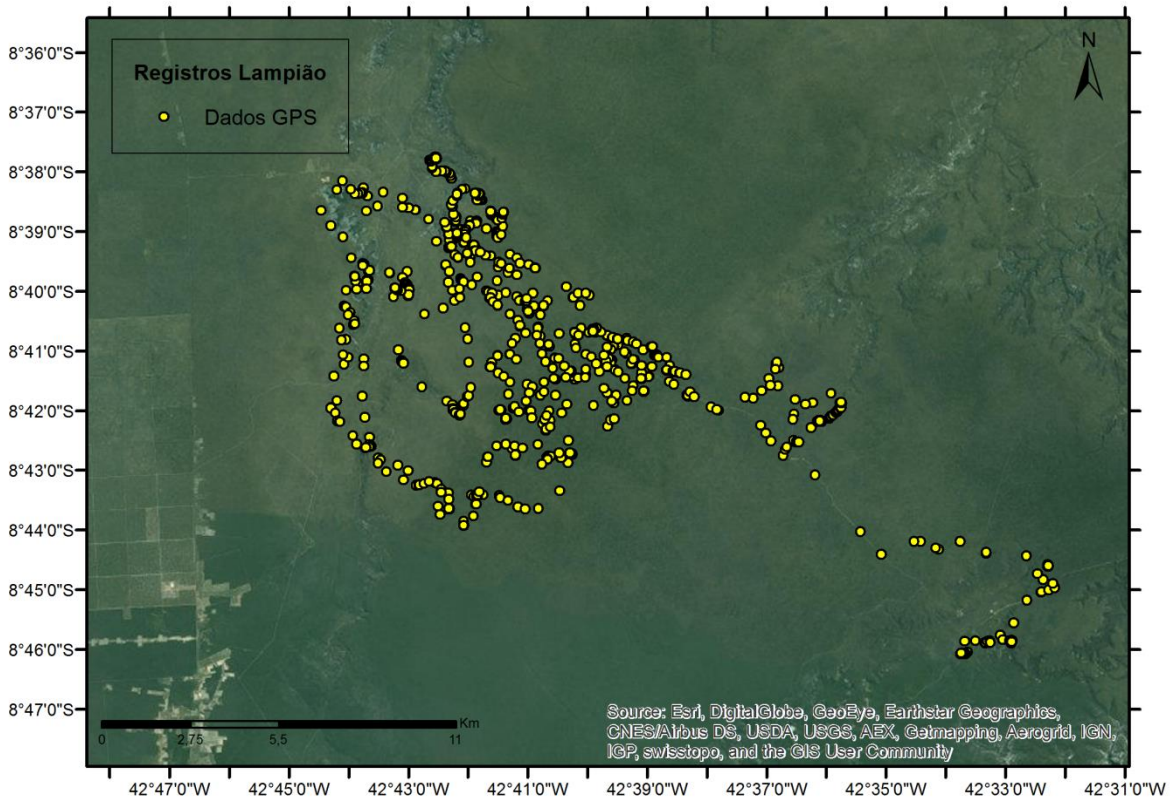 Registros Lampião
Dados GPS
N
8°36'0"S
8°37'0"S
8°38'0"S
8°39'0"S
8°40'0"S
8°41'0"S
8°42'0"S
8°43'0"S
8°44'0"S
8°45'0"S
8°46'0"S
8°47'0"S
Km
0 2,75 5,5 11
Source: Esri, DigitalGlobe, GeoEye, Earthstar Geographics,
CNES/Airbus DS, USDA, USGS, AEX, Getmapping, Aerogrid, IGN,
IGP, swisstopo, and the GIS User Community
42°47'0"W 42°45'0"W 42°43'0"W 42°41'0"W 42°39'0"W 42°37'0"W 42°35'0"W 42°33'0"W 42°31'0"W